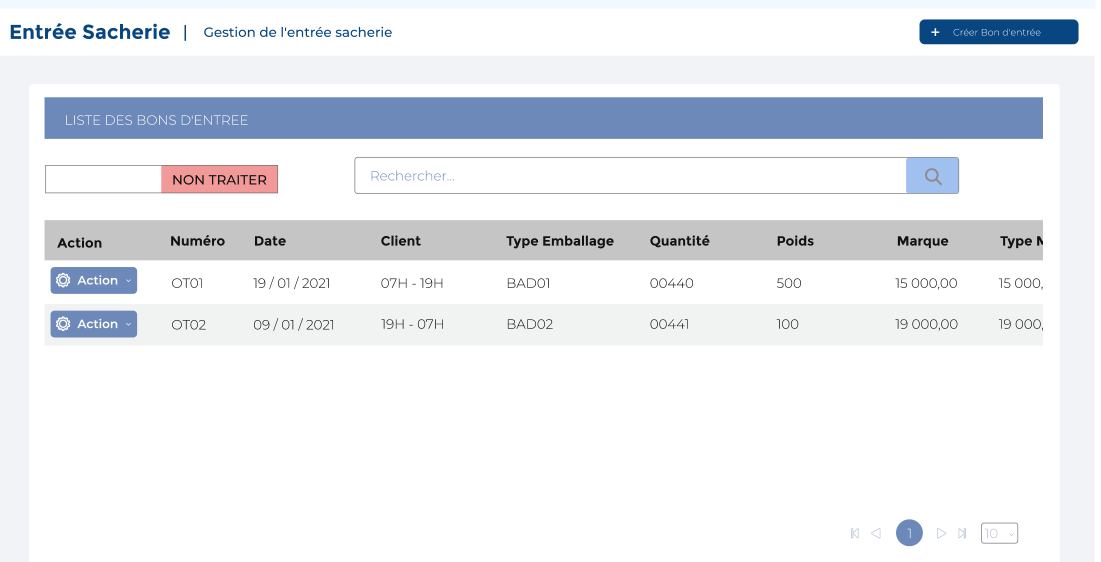 Entrée Sacherie | Gestion de l'entrée sacherie
+ Créer Bon d'entrée
LISTE DES BONS D'ENTREE
NON TRAITER
Rechercher...
Action Numéro Date Client Type Emballage Quantité Poids Marque Type
Action OT01 19 / 01 / 2021 07H - 19H BAD01 00440 500 15 000,00 15 000,
Action OT02 09 / 01 / 2021 19H - 07H BAD02 00441 100 19 000,00 19 000,
1 10